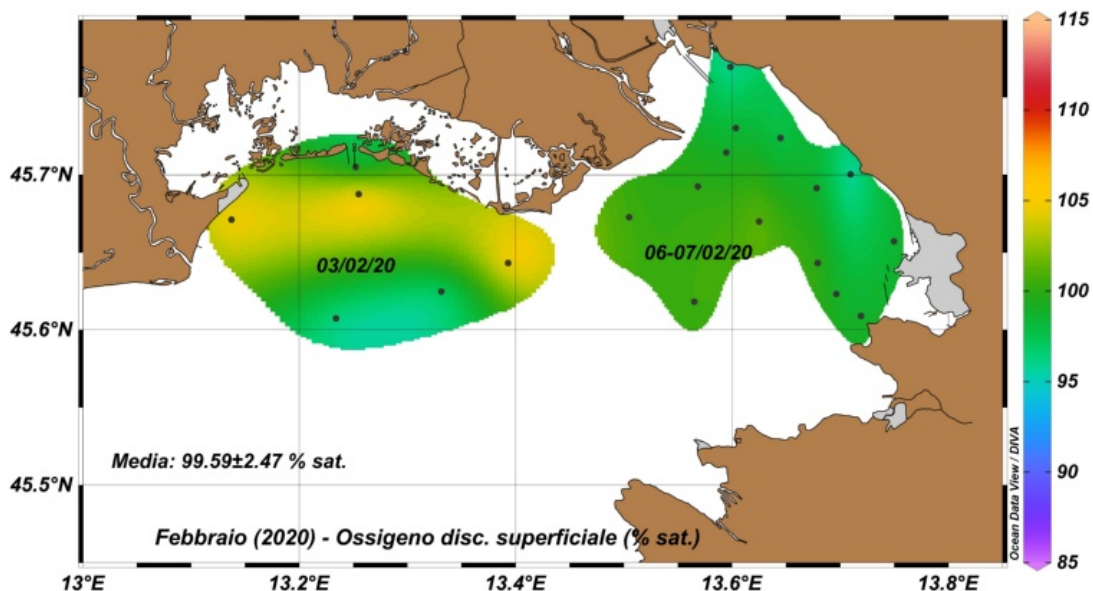 115
110
105
100
95
90
85
45.7°N
45.6°N
45.5°N
03/02/20
06-07/02/20
Media: 99.59±2.47 % sat.
Febbraio (2020) - Ossigeno disc. superficiale (% sat.)
Ocean Data View / DIVA
13°E
13.2°E
13.4°E
13.6°E
13.8°E